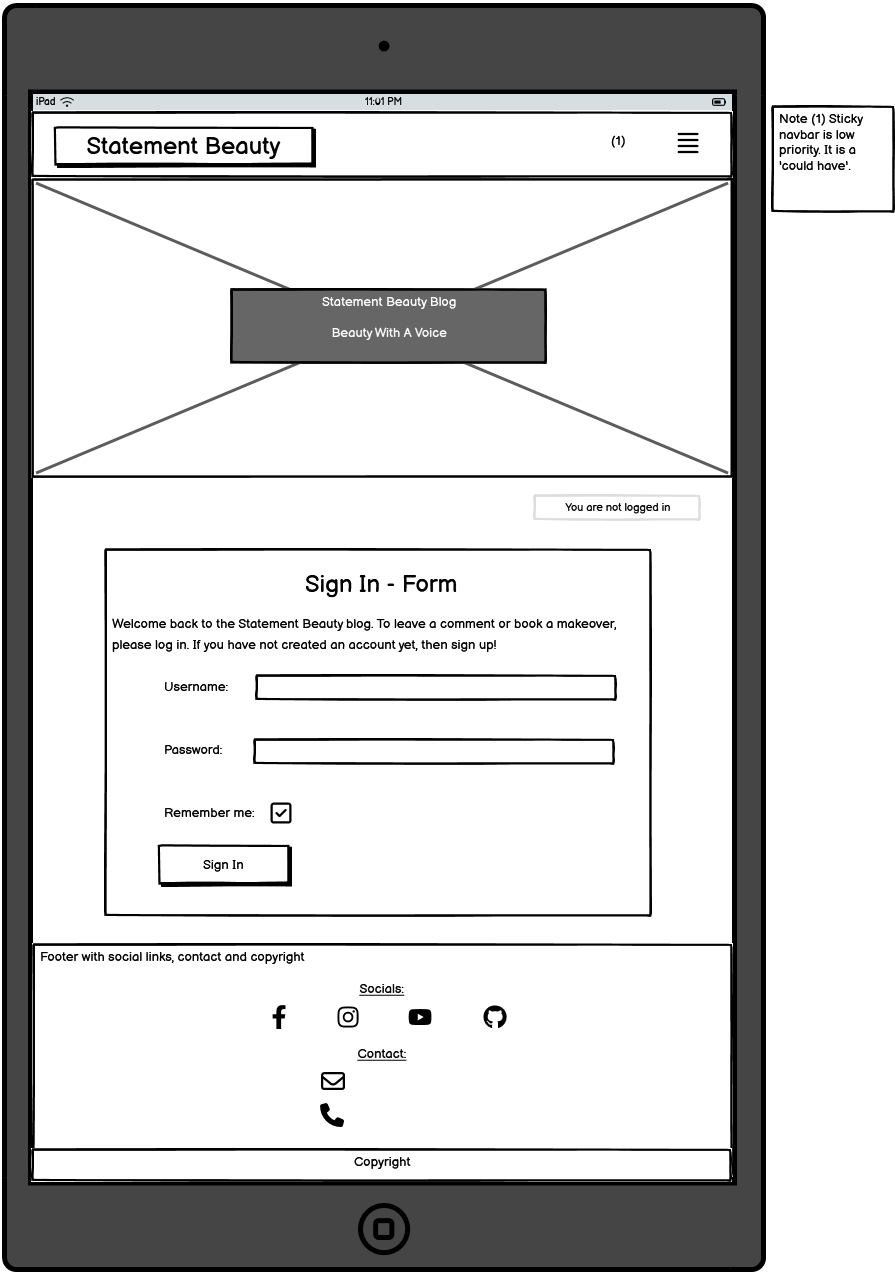 iPad
11:01 PM
Statement Beauty
(1)
Note (1) Sticky
navbar is low
priority. It is a
'could have'.
Statement Beauty Blog
Beauty With A Voice
You are not logged in
Sign In - Form
Welcome back to the Statement Beauty blog. To leave a comment or book a makeover,
please log in. If you have not created an account yet, then sign up!
Username:
Password:
Remember me:
Sign In
Footer with social links, contact and copyright
Socials:
Contact:
Copyright